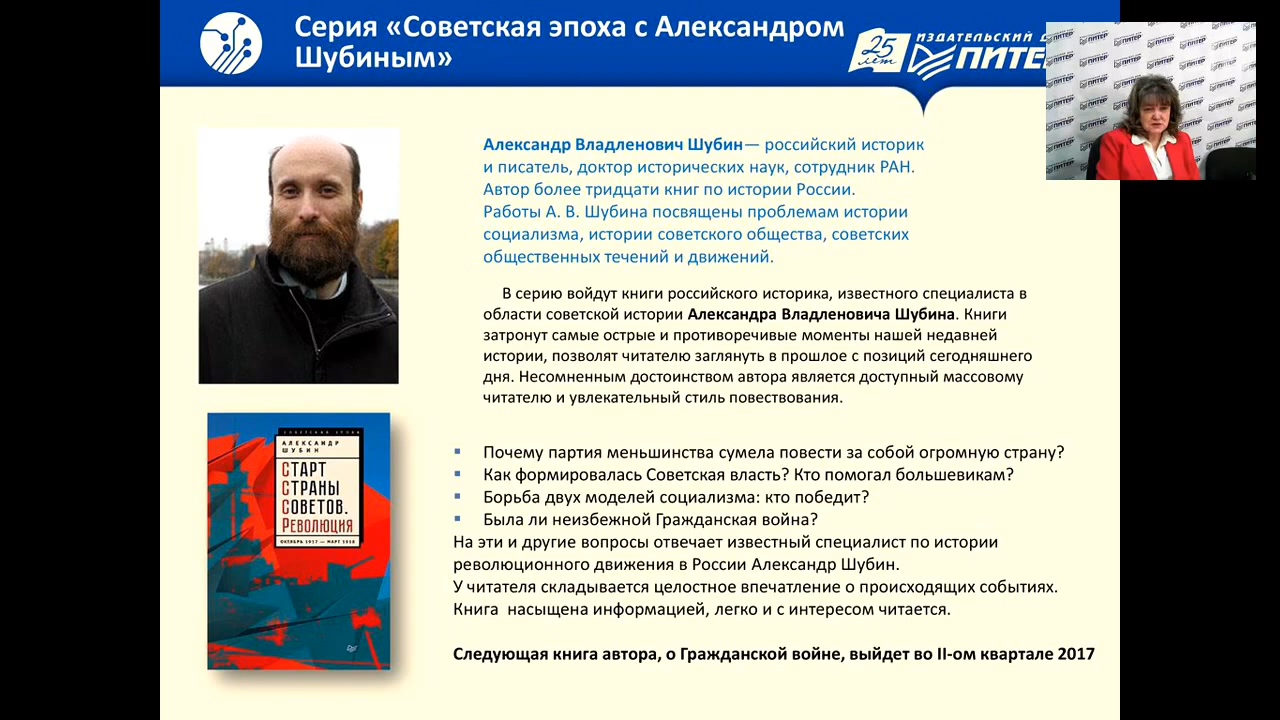 Серия «Советская эпоха с Александром
Шубиным»
25
лет
ИЗДАТЕЛЬСКИЙ
ПИТЕ
Александр Владленович Шубин— российский историк
и писатель, доктор исторических наук, сотрудник РАН.
Автор более тридцати книг по истории России.
Работы А. В. Шубина посвящены проблемам истории
социализма, истории советского общества, советских
общественных течений и движений.
В серию войдут книги российского историка, известного специалиста в
области советской истории Александра Владленовича Шубина. Книги
затронут самые острые и противоречивые моменты нашей недавней
истории, позволят читателю заглянуть в прошлое с позиций сегодняшнего
дня. Несомненным достоинством автора является доступный массовому
читателю и увлекательный стиль повествования.
СОВЕТСКАЯ ЭПОХА
АЛЕКСАНДР
ШУБИН
СТАРТ
СТРАНЫ
СОВЕТОВ.
РЕВОЛЮЦИЯ
ОКТЯБРЬ 1917 — МАРТ 1918
▪ Почему партия меньшинства сумела повести за собой огромную страну?
▪ Как формировалась Советская власть? Кто помогал большевикам?
▪ Борьба двух моделей социализма: кто победит?
▪ Была ли неизбежной Гражданская война?
На эти и другие вопросы отвечает известный специалист по истории
революционного движения в России Александр Шубин.
У читателя складывается целостное впечатление о происходящих событиях.
Книга насыщена информацией, легко и с интересом читается.
Следующая книга автора, о Гражданской войне, выйдет во II-ом квартале 2017